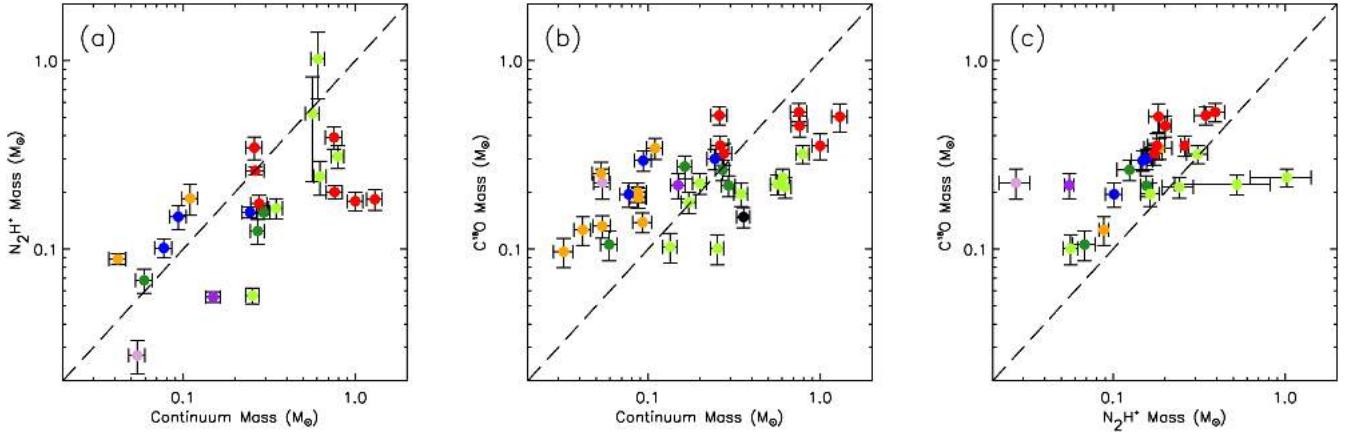 (a)
1.0
0.1
N₂H⁺ Mass (M☉)
0.1
1.0
Continuum Mass (M☉)
(b)
1.0
0.1
C¹⁸O Mass (M☉)
0.1
1.0
Continuum Mass (M☉)
(c)
1.0
0.1
C¹⁸O Mass (M☉)
0.1
1.0
N₂H⁺ Mass (M☉)